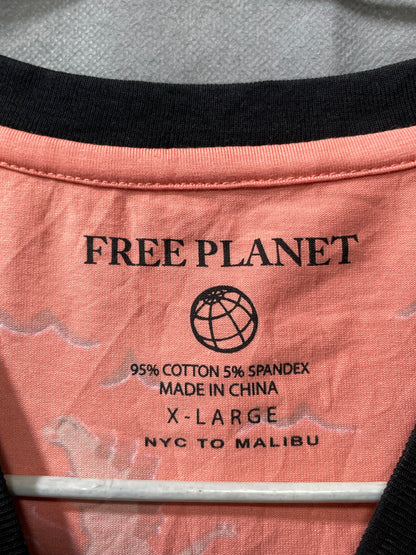 FREE PLANET
95% COTTON 5% SPANDEX
MADE IN CHINA
X-LARGE
NYC TO MALIBU